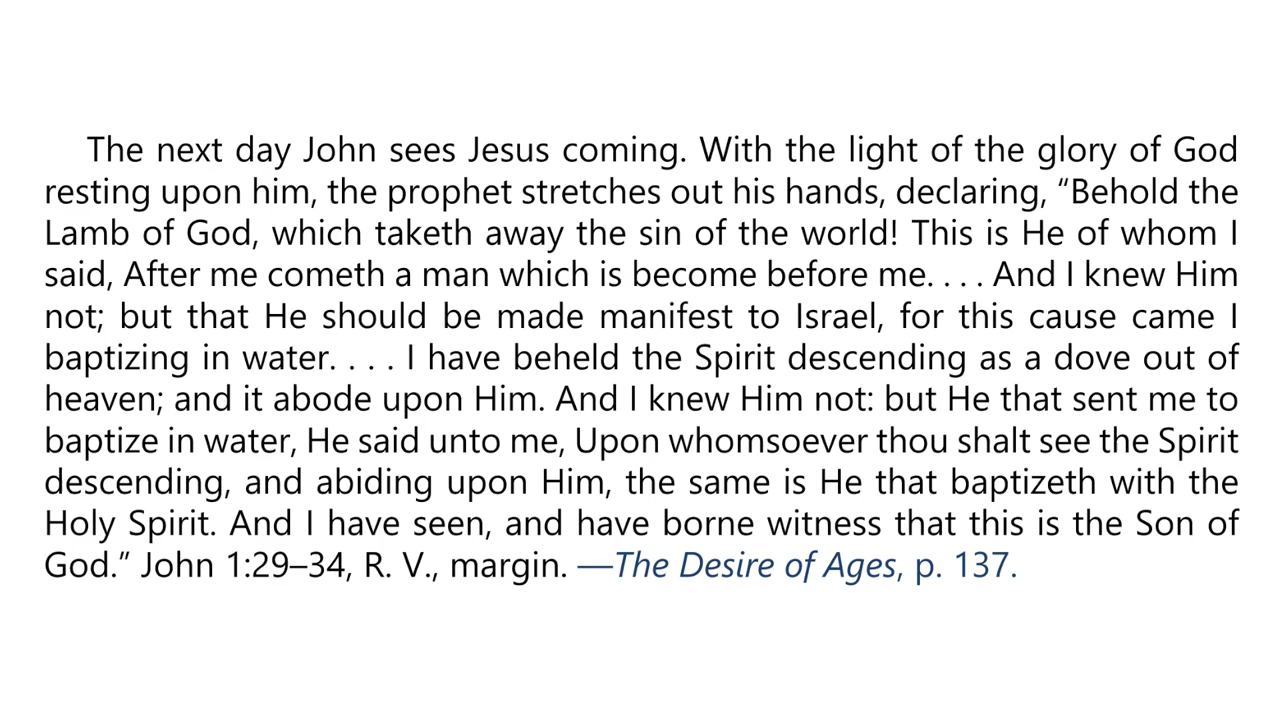 The next day John sees Jesus coming. With the light of the glory of God
resting upon him, the prophet stretches out his hands, declaring, “Behold the
Lamb of God, which taketh away the sin of the world! This is He of whom I
said, After me cometh a man which is become before me. . . . And I knew Him
not; but that He should be made manifest to Israel, for this cause came I
baptizing in water. . . . I have beheld the Spirit descending as a dove out of
heaven; and it abode upon Him. And I knew Him not: but He that sent me to
baptize in water, He said unto me, Upon whomsoever thou shalt see the Spirit
descending, and abiding upon Him, the same is He that baptizeth with the
Holy Spirit. And I have seen, and have borne witness that this is the Son of
God.” John 1:29–34, R. V., margin. —The Desire of Ages, p. 137.